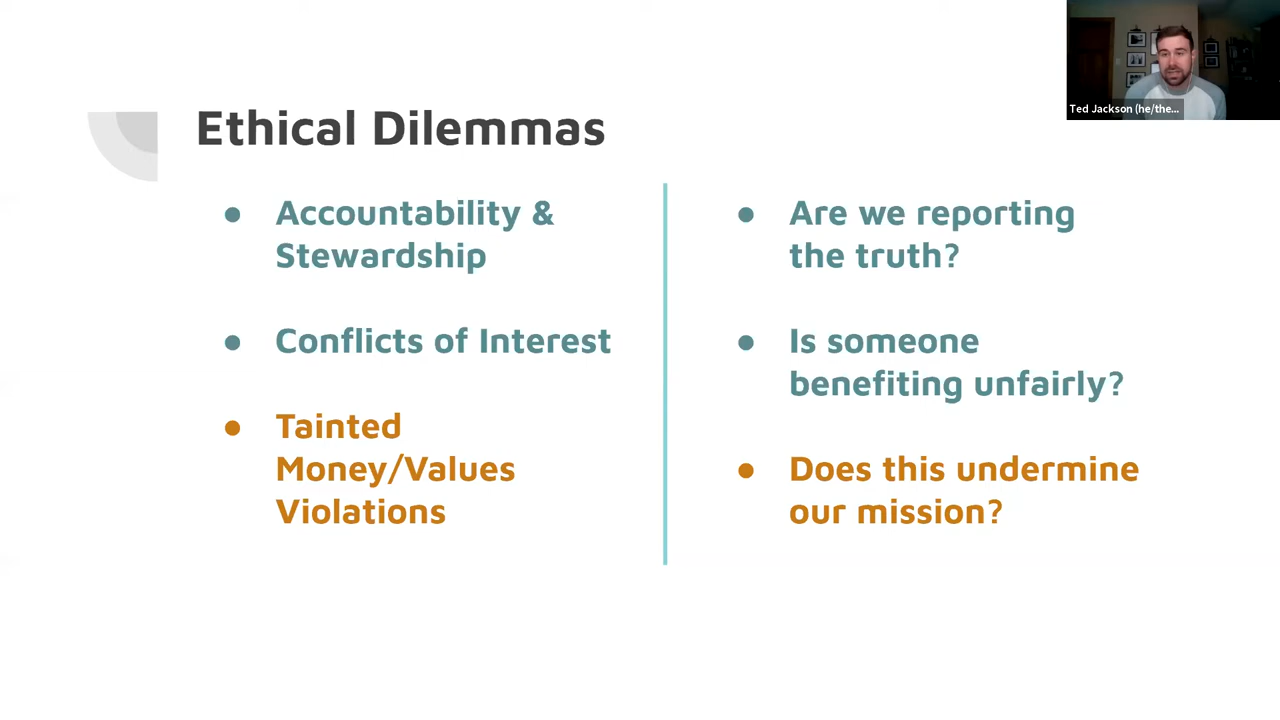 Ted Jackson (he/the...
Ethical Dilemmas
● Accountability &
Stewardship
● Conflicts of Interest
● Tainted
Money/Values
Violations
● Are we reporting
the truth?
● Is someone
benefiting unfairly?
● Does this undermine
our mission?